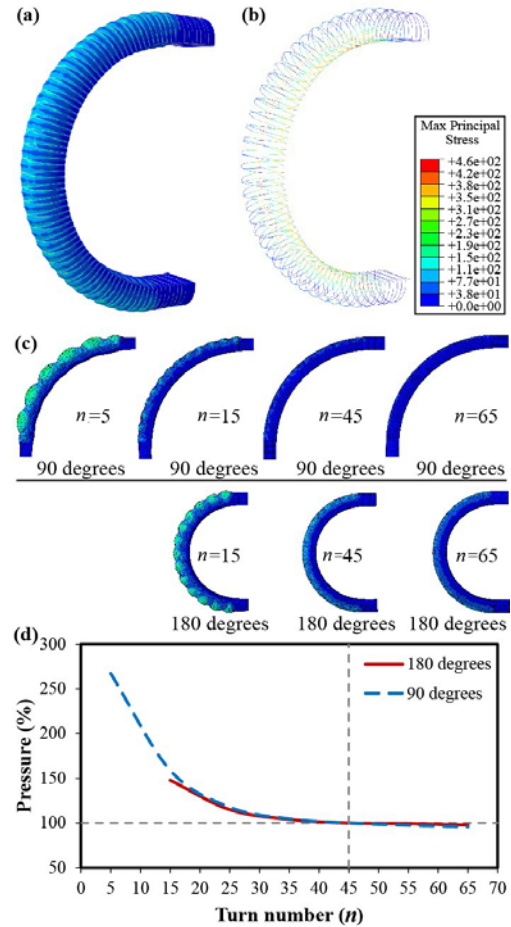 (a)
(b)
Max Principal
Stress
+4.6e+02
+4.2e+02
+3.8e+02
+3.5e+02
+3.1e+02
+2.7e+02
+2.3e+02
+1.9e+02
+1.5e+02
+1.1e+02
+7.7e+01
+3.8e+01
+0.0e+00
(c)
n=5
n=15
n=45
n=65
90 degrees
90 degrees
90 degrees
90 degrees
n=15
n=45
n=65
180 degrees
180 degrees
180 degrees
(d)
300
250
200
150
100
50
Pressure (%)
180 degrees
90 degrees
0 5 10 15 20 25 30 35 40 45 50 55 60 65 70
Turn number (n)